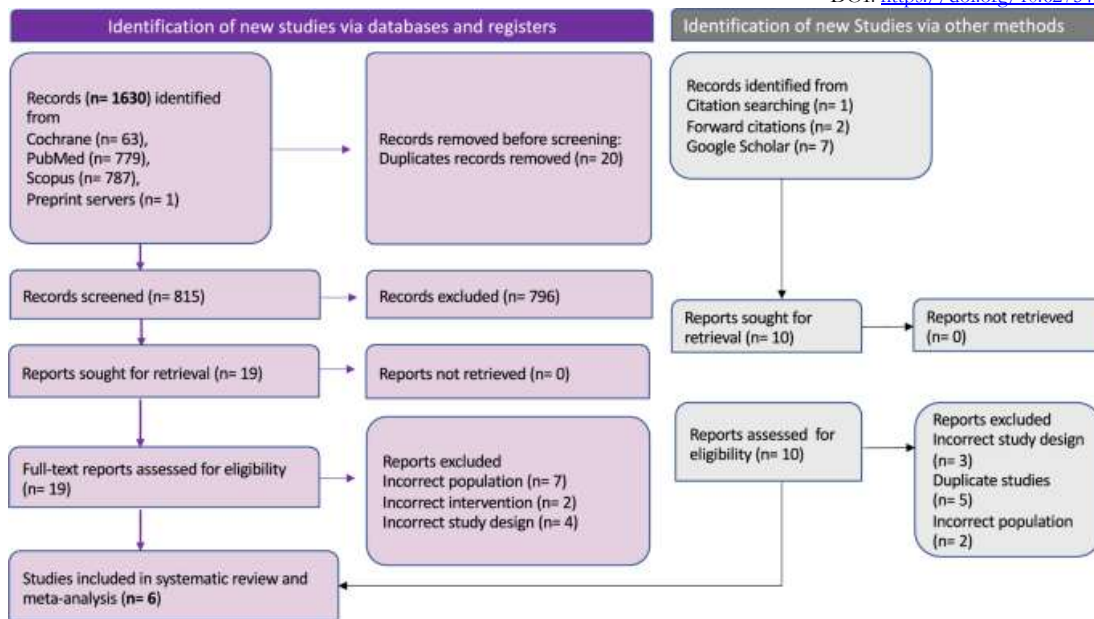 Identification of new studies via databases and registers
Records (n= 1630) identified
from
Cochrane (n= 63),
PubMed (n= 779),
Scopus (n= 787),
Preprint servers (n= 1)
Records removed before screening:
Duplicates records removed (n= 20)
Records screened (n= 815)
Records excluded (n= 796)
Reports sought for retrieval (n= 19)
Reports not retrieved (n= 0)
Full-text reports assessed for eligibility
(n= 19)
Reports excluded
Incorrect population (n= 7)
Incorrect intervention (n= 2)
Incorrect study design (n= 4)
Studies included in systematic review and
meta-analysis (n= 6)
Identification of new Studies via other methods
Records identified from
Citation searching (n= 1)
Forward citations (n= 2)
Google Scholar (n= 7)
Reports sought for
retrieval (n= 10)
Reports not retrieved
(n= 0)
Reports assessed for
eligibility (n= 10)
Reports excluded
Incorrect study design
(n= 3)
Duplicate studies
(n= 5)
Incorrect population
(n= 2)